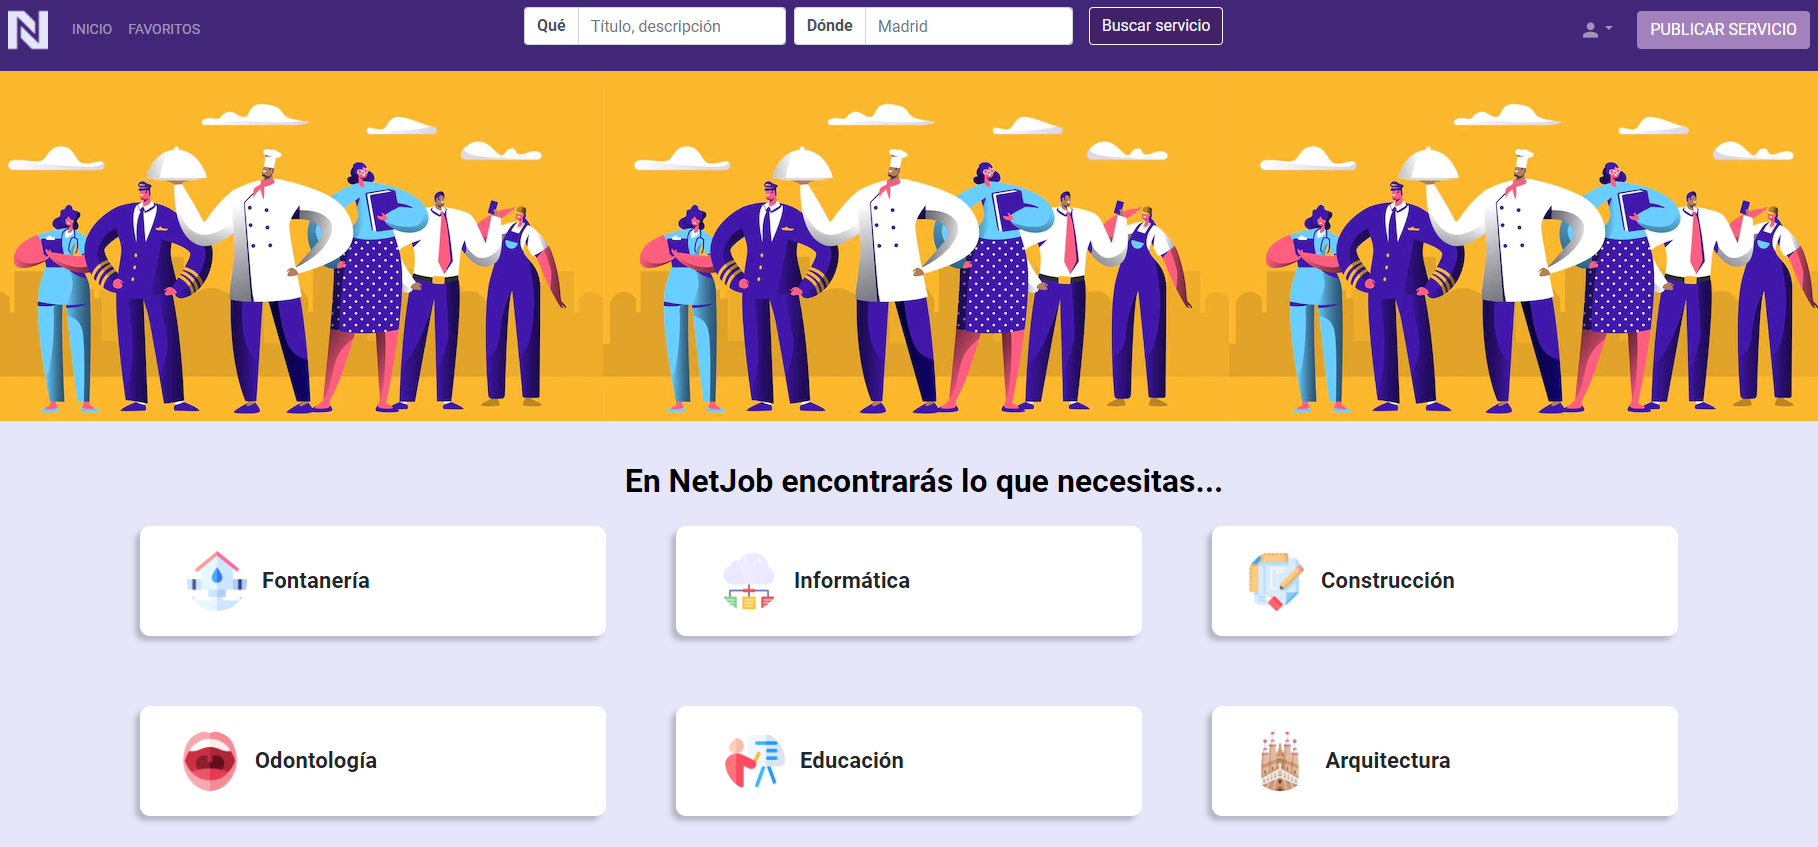 N INICIO FAVORITOS Qué Título, descripción Dónde Madrid Buscar servicio PUBLICAR SERVICIO
En NetJob encontrarás lo que necesitas...
Fontanería Informática Construcción
Odontología Educación Arquitectura